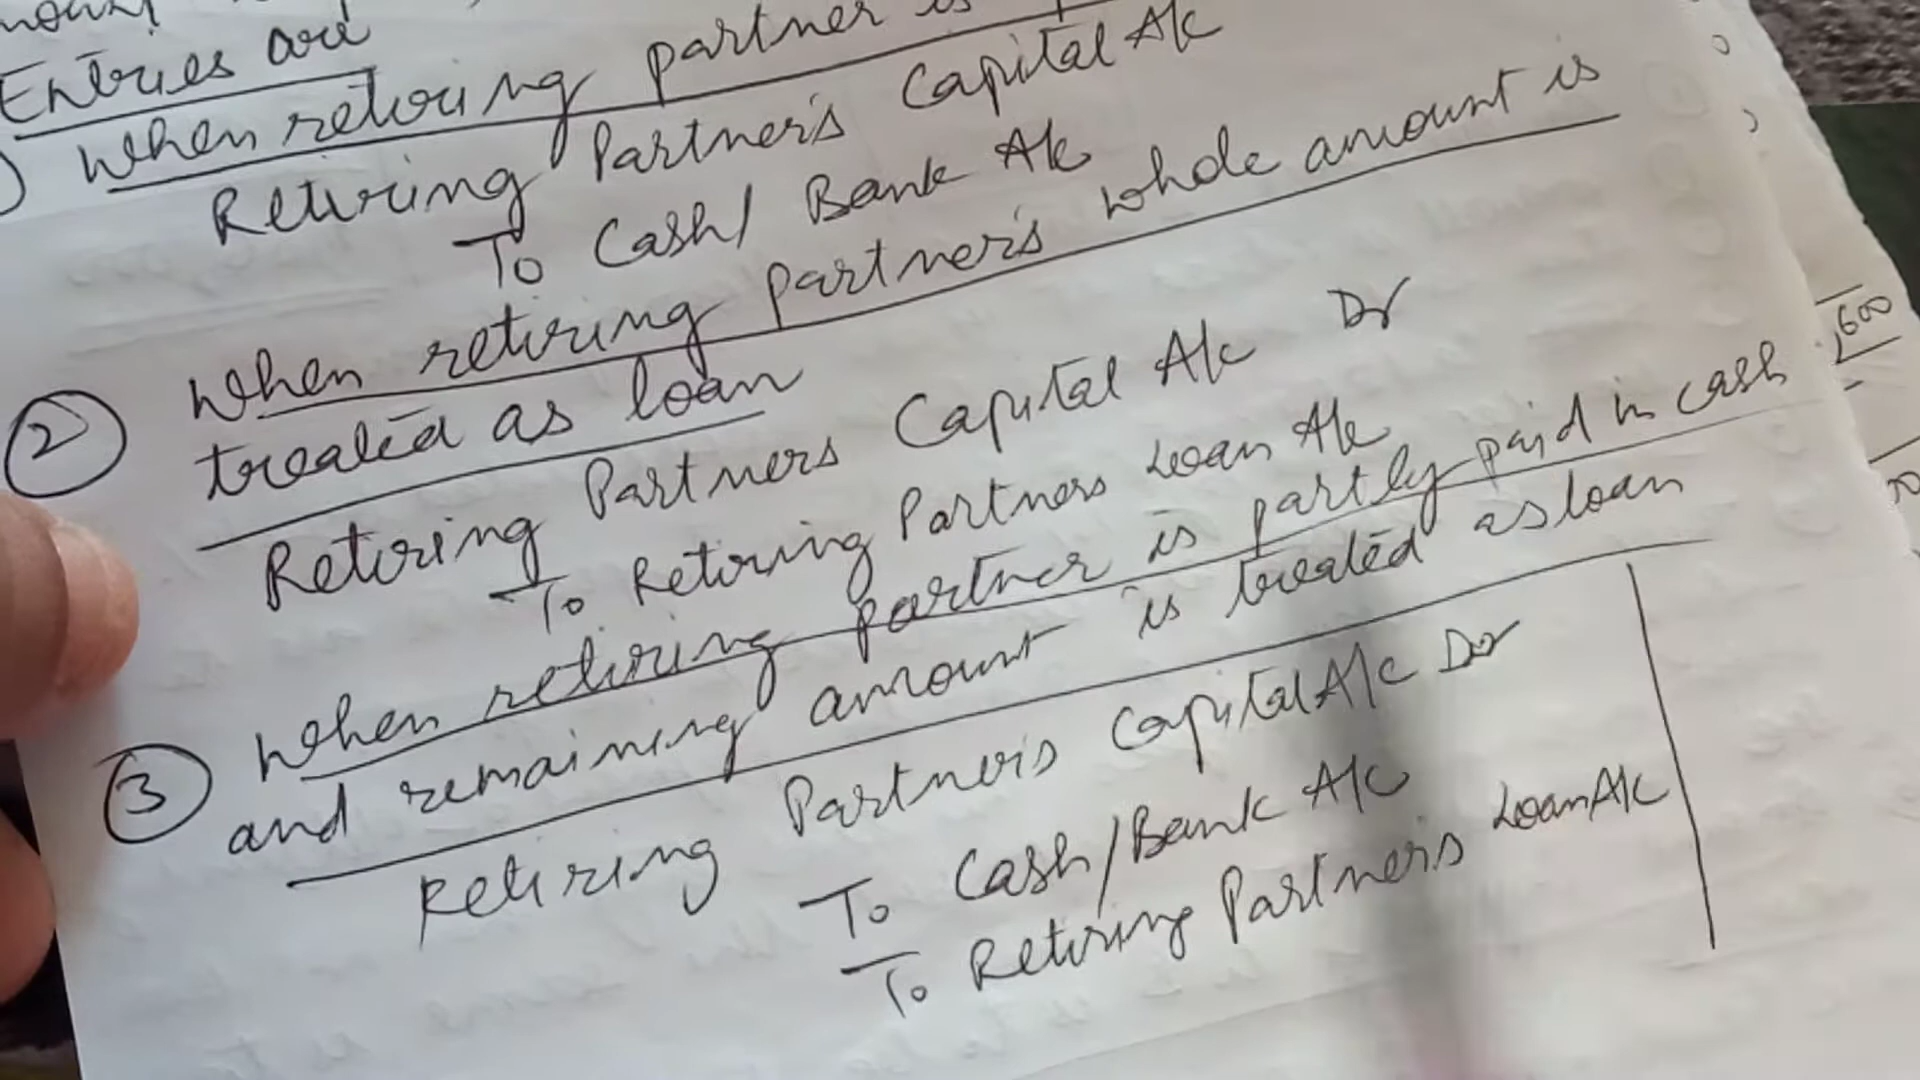 Entries are
When retiring partner is
Retiring Partner's Capital A/c
To Cash/ Bank A/c
② When retiring partner's whole amount is
treated as loan
Retiring Partners Capital A/c Dr
To Retiring Partners Loan A/c
③ When retiring partner is partly paid in cash
and remaining amount is treated as loan
Retiring Partner's Capital A/c Dr
To Cash/Bank A/c
To Retiring Partner's Loan A/c
600